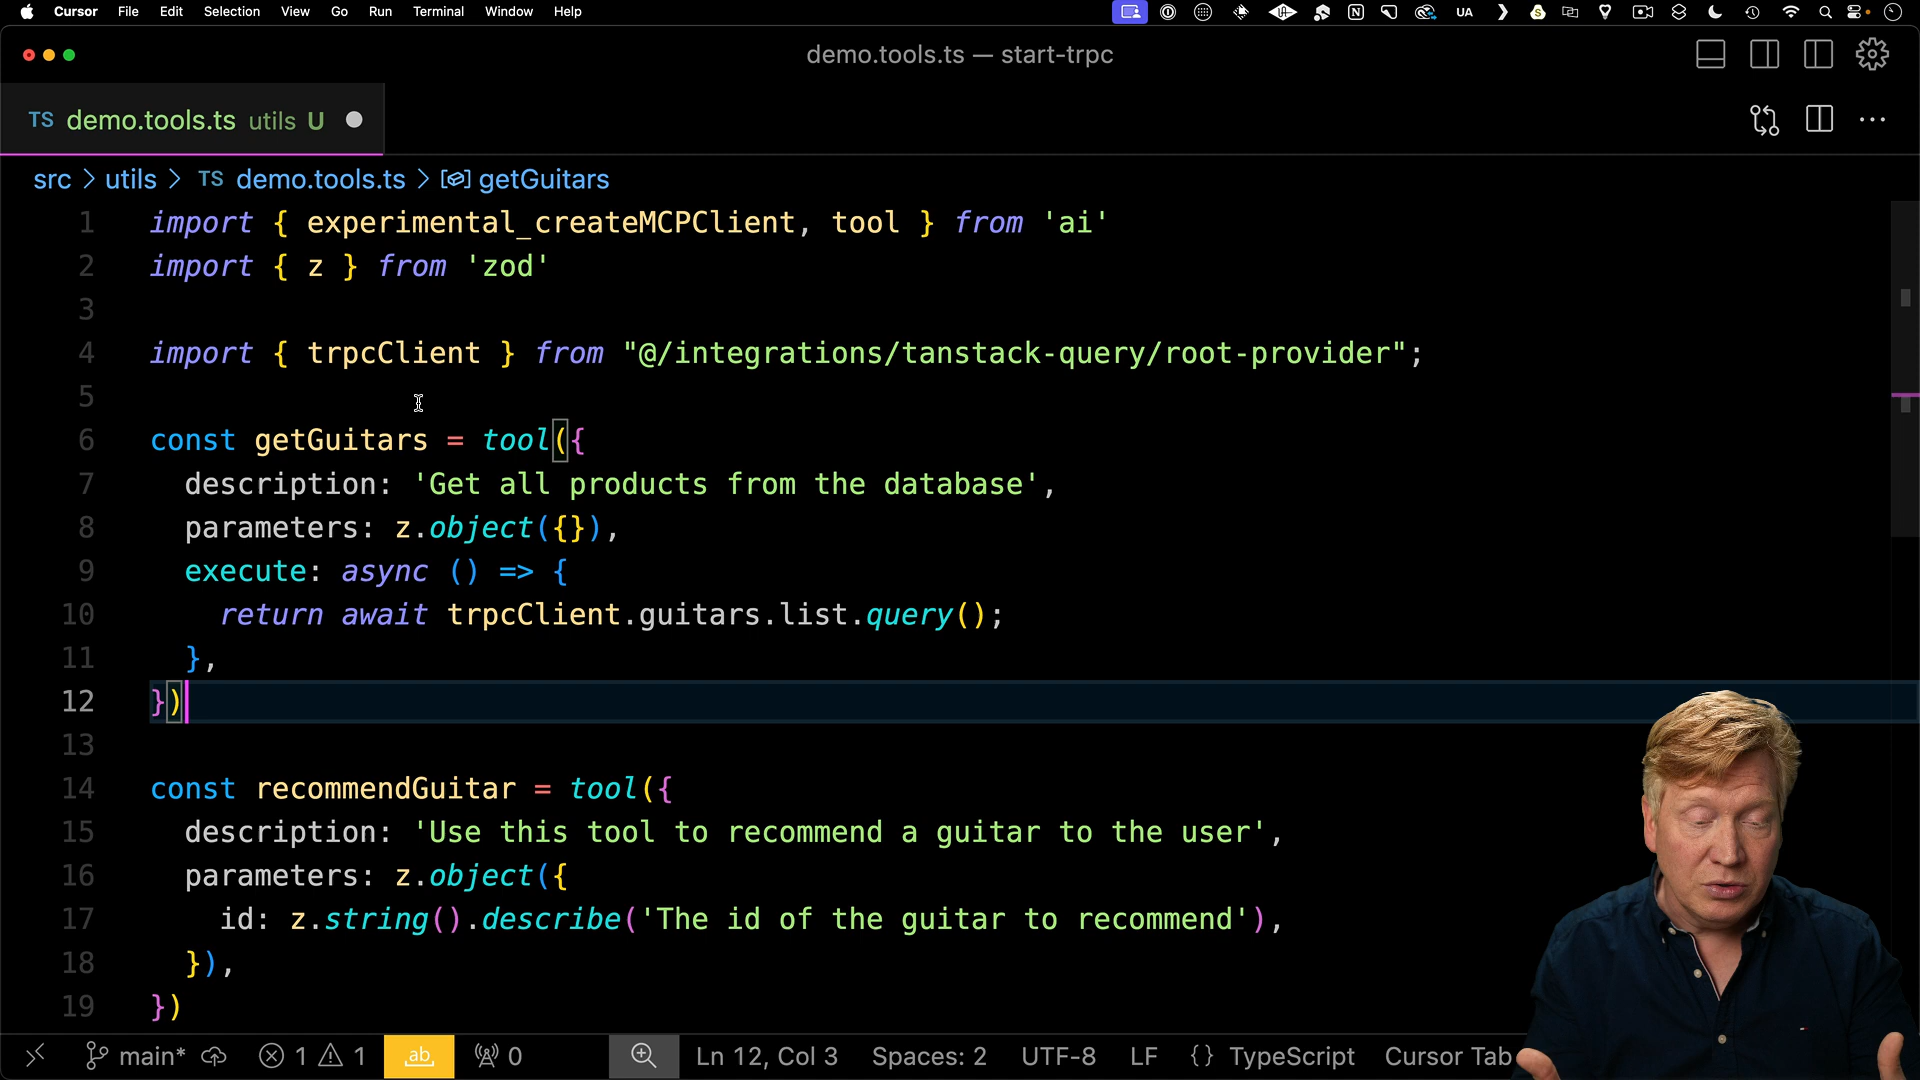 Cursor File Edit Selection View Go Run Terminal Window Help UA
demo.tools.ts — start-trpc
TS demo.tools.ts utils U
src > utils > TS demo.tools.ts > getGuitars
1 import { experimental_createMCPClient, tool } from 'ai'
2 import { z } from 'zod'
3
4 import { trpcClient } from "@/integrations/tanstack-query/root-provider";
5
6 const getGuitars = tool({
7 description: 'Get all products from the database',
8 parameters: z.object({}),
9 execute: async () => {
10 return await trpcClient.guitars.list.query();
11 },
12 })
13
14 const recommendGuitar = tool({
15 description: 'Use this tool to recommend a guitar to the user',
16 parameters: z.object({
17 id: z.string().describe('The id of the guitar to recommend'),
18 }),
19 })
main* 1 1 ab 0 Ln 12, Col 3 Spaces: 2 UTF-8 LF {} TypeScript Cursor Tab